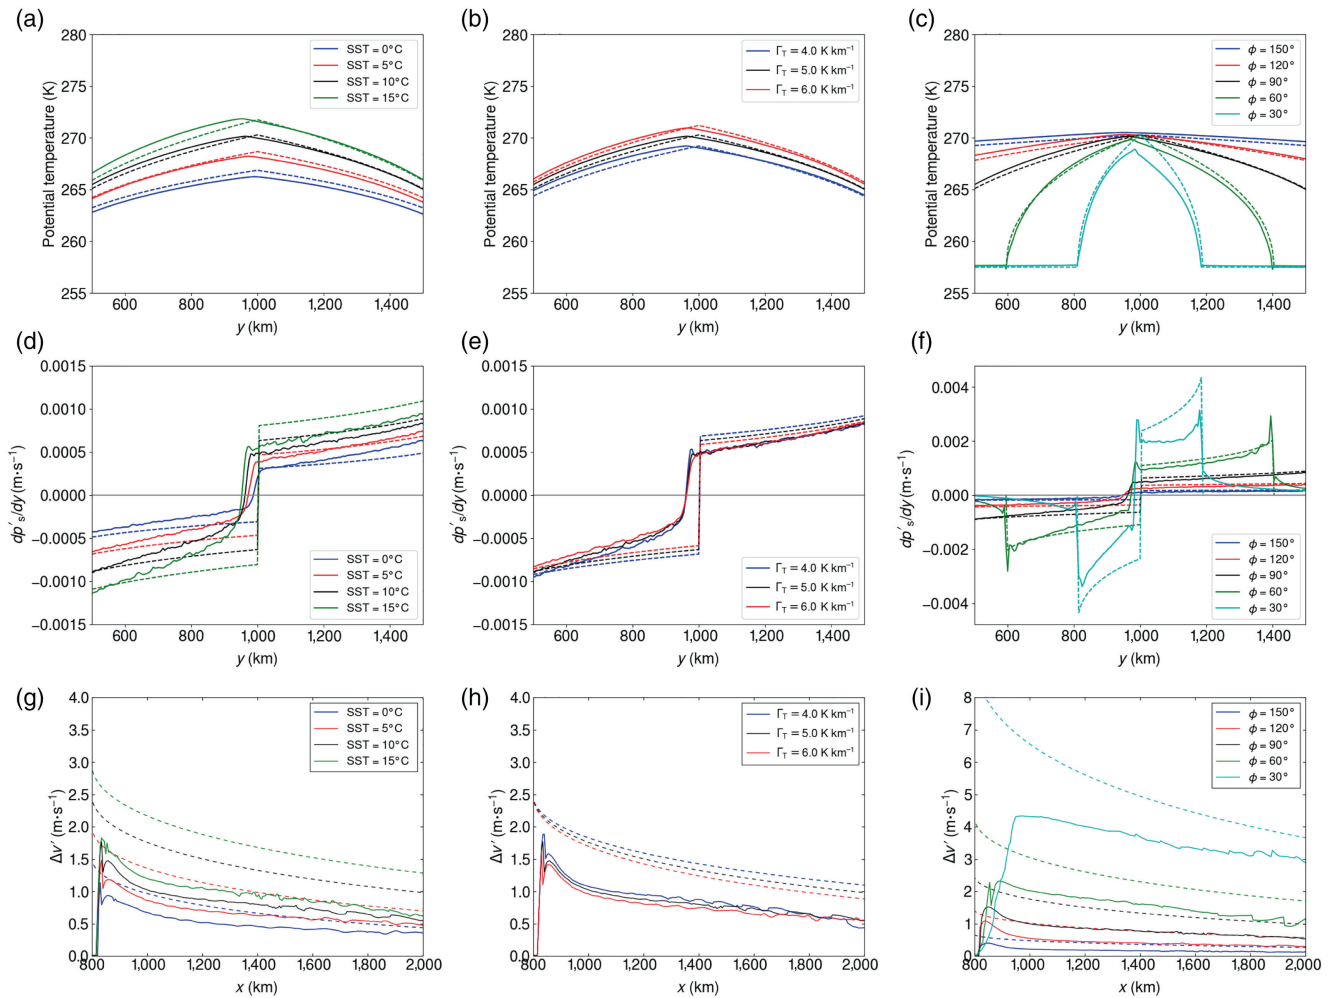 (a)
280
275
270
265
260
255
Potential temperature (K)
600
800
1,000
1,200
1,400
y (km)
SST = 0°C
SST = 5°C
SST = 10°C
SST = 15°C
(b)
280
275
270
265
260
255
Potential temperature (K)
600
800
1,000
1,200
1,400
y (km)
Γ_T = 4.0 K km⁻¹
Γ_T = 5.0 K km⁻¹
Γ_T = 6.0 K km⁻¹
(c)
280
275
270
265
260
255
Potential temperature (K)
600
800
1,000
1,200
1,400
y (km)
ϕ = 150°
ϕ = 120°
ϕ = 90°
ϕ = 60°
ϕ = 30°
(d)
0.0015
0.0010
0.0005
0.0000
−0.0005
−0.0010
−0.0015
dp′_s/dy (m·s⁻¹)
600
800
1,000
1,200
1,400
y (km)
SST = 0°C
SST = 5°C
SST = 10°C
SST = 15°C
(e)
0.0015
0.0010
0.0005
0.0000
−0.0005
−0.0010
−0.0015
dp′_s/dy (m·s⁻¹)
600
800
1,000
1,200
1,400
y (km)
Γ_T = 4.0 K km⁻¹
Γ_T = 5.0 K km⁻¹
Γ_T = 6.0 K km⁻¹
(f)
0.004
0.002
0.000
−0.002
−0.004
dp′_s/dy (m·s⁻¹)
600
800
1,000
1,200
1,400
y (km)
ϕ = 150°
ϕ = 120°
ϕ = 90°
ϕ = 60°
ϕ = 30°
(g)
4.0
3.5
3.0
2.5
2.0
1.5
1.0
0.5
0.0
Δv′ (m·s⁻¹)
800
1,000
1,200
1,400
1,600
1,800
2,000
x (km)
SST = 0°C
SST = 5°C
SST = 10°C
SST = 15°C
(h)
4.0
3.5
3.0
2.5
2.0
1.5
1.0
0.5
0.0
Δv′ (m·s⁻¹)
800
1,000
1,200
1,400
1,600
1,800
2,000
x (km)
Γ_T = 4.0 K km⁻¹
Γ_T = 5.0 K km⁻¹
Γ_T = 6.0 K km⁻¹
(i)
8
7
6
5
4
3
2
1
0
Δv′ (m·s⁻¹)
800
1,000
1,200
1,400
1,600
1,800
2,000
x (km)
ϕ = 150°
ϕ = 120°
ϕ = 90°
ϕ = 60°
ϕ = 30°